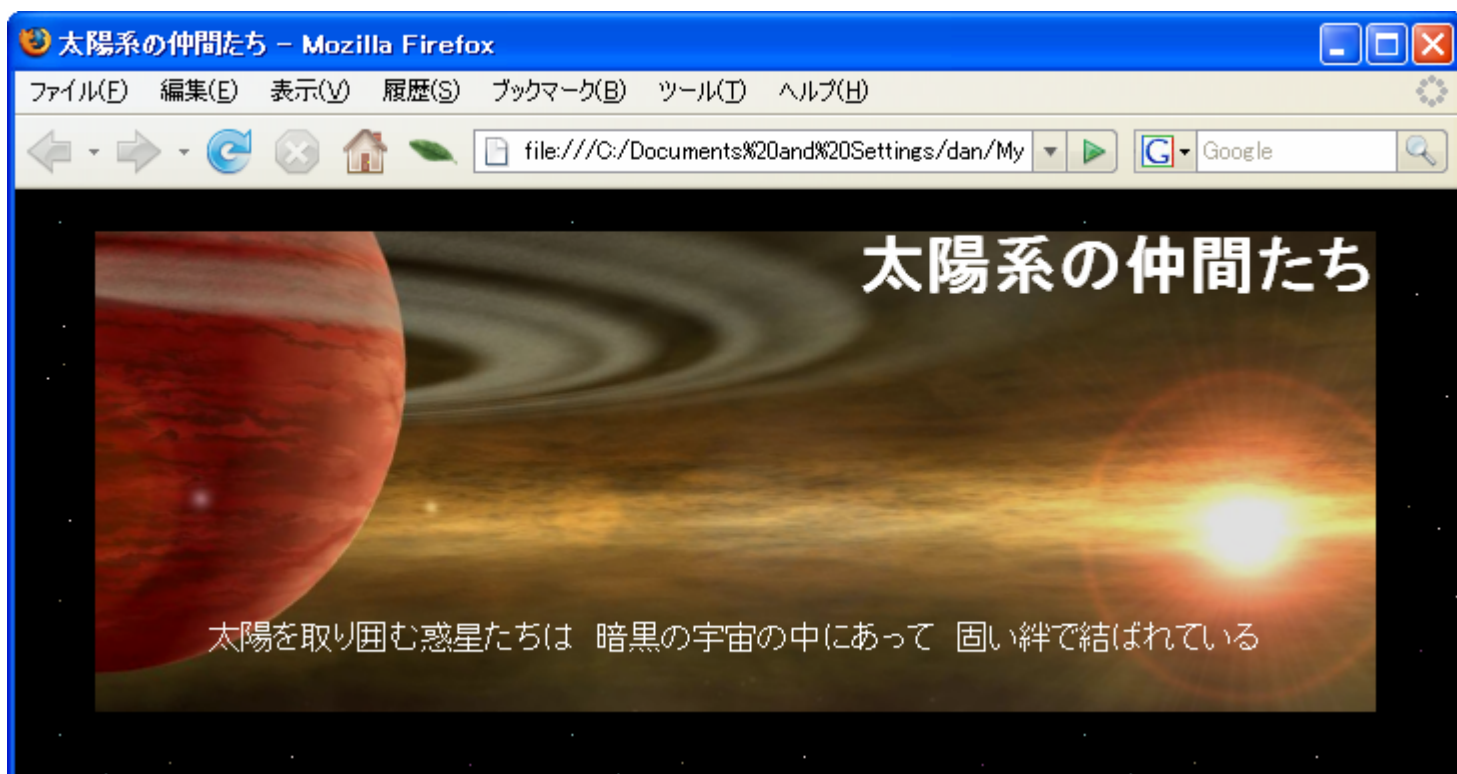 太陽系の仲間たち - Mozilla Firefox
ファイル(F) 編集(E) 表示(V) 履歴(S) ブックマーク(B) ツール(T) ヘルプ(H)
file:///C:/Documents%20and%20Settings/dan/My
G Google
太陽系の仲間たち
太陽を取り囲む惑星たちは 暗黒の宇宙の中にあって 固い絆で結ばれている